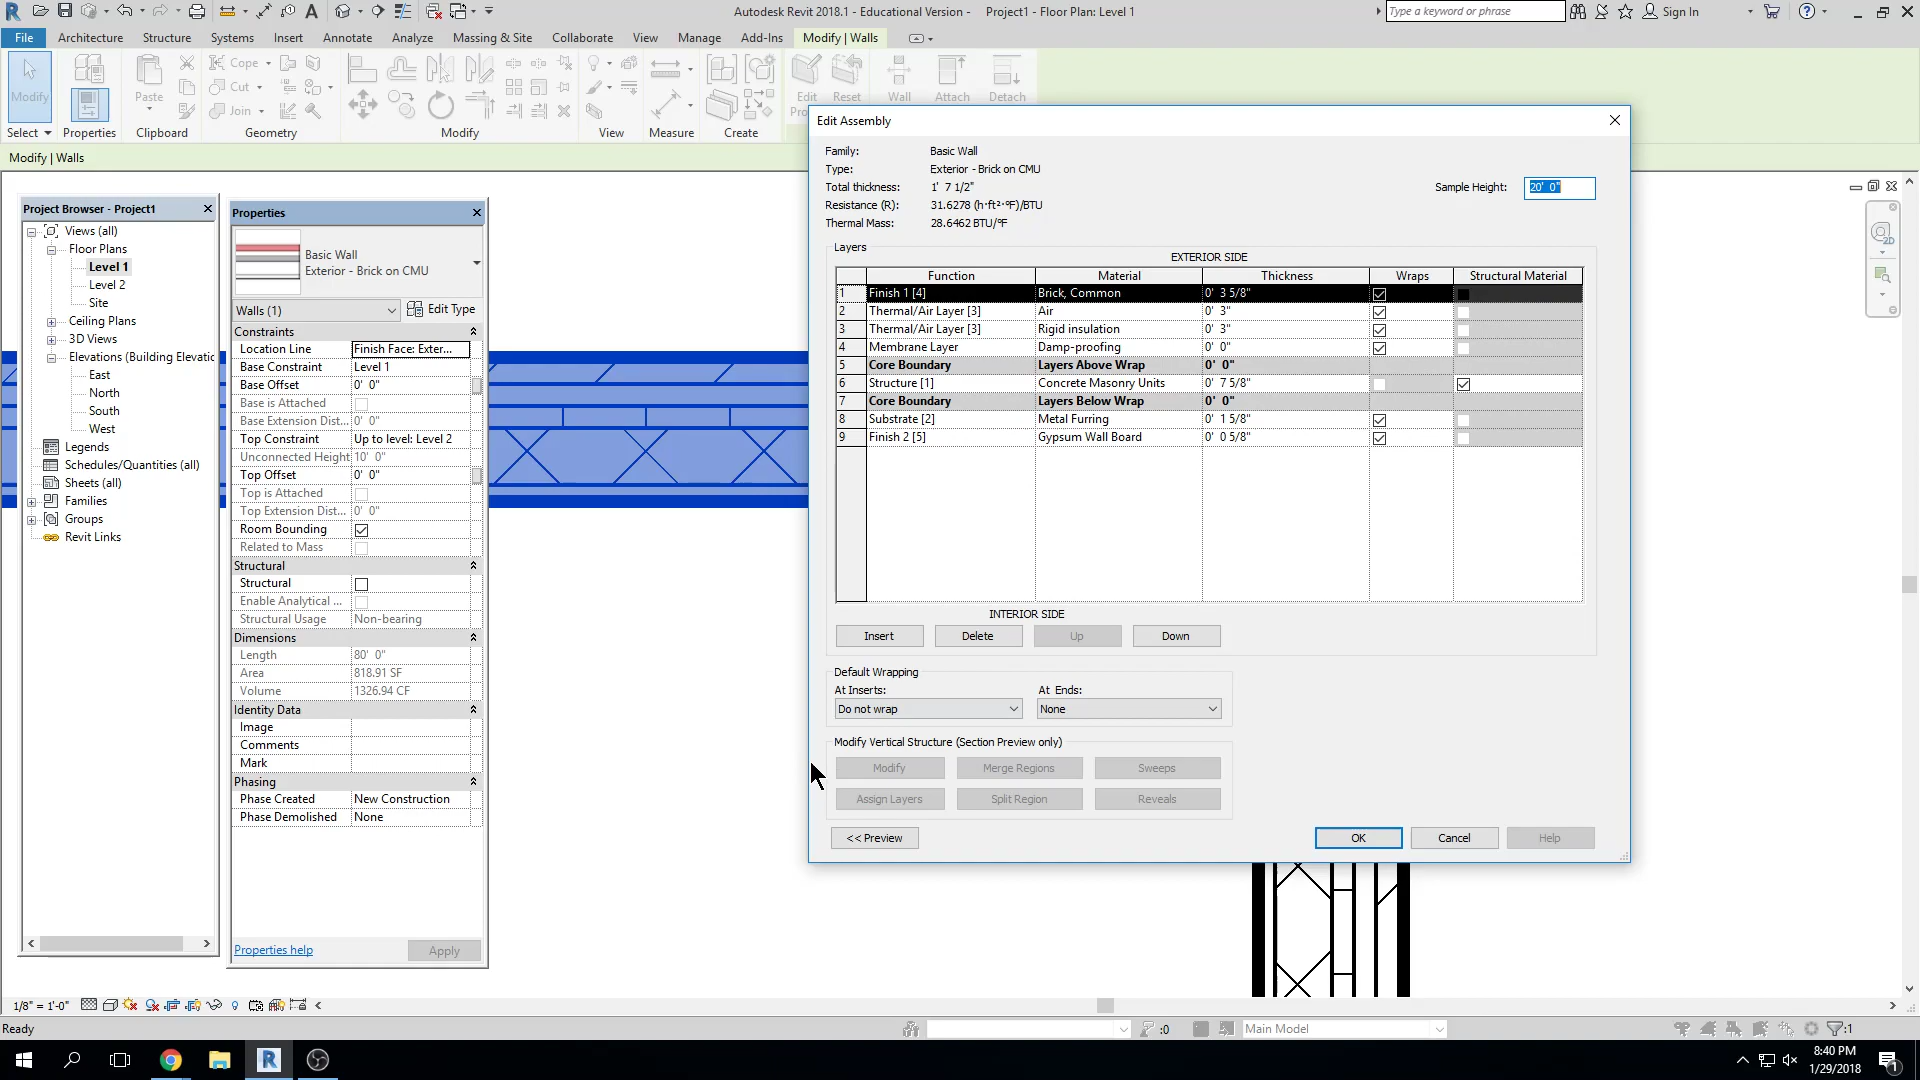 Autodesk Revit 2018.1 - Educational Version - Project1 - Floor Plan: Level 1
Type a keyword or phrase
Sign In
File Architecture Structure Systems Insert Annotate Analyze Massing & Site Collaborate View Manage Add-Ins Modify | Walls
Modify
Paste
Cope
Cut
Join
Edit
Reset
Wall
Attach
Detach
Select Properties Clipboard Geometry Modify View Measure Create
Modify | Walls
Project Browser - Project1
Views (all)
Floor Plans
Level 1
Level 2
Site
Ceiling Plans
3D Views
Elevations (Building Elevatio
East
North
South
West
Legends
Schedules/Quantities (all)
Sheets (all)
Families
Groups
Revit Links
Properties
Basic Wall
Exterior - Brick on CMU
Walls (1) Edit Type
Constraints
Location Line Finish Face: Exter...
Base Constraint Level 1
Base Offset 0' 0"
Base is Attached
Base Extension Dist... 0' 0"
Top Constraint Up to level: Level 2
Unconnected Height 10' 0"
Top Offset 0' 0"
Top is Attached
Top Extension Dist... 0' 0"
Room Bounding
Related to Mass
Structural
Structural
Enable Analytical ...
Structural Usage Non-bearing
Dimensions
Length 80' 0"
Area 818.91 SF
Volume 1326.94 CF
Identity Data
Image
Comments
Mark
Phasing
Phase Created New Construction
Phase Demolished None
Properties help Apply
Edit Assembly
Family: Basic Wall
Type: Exterior - Brick on CMU
Total thickness: 1' 7 1/2"
Resistance (R): 31.6278 (h·ft²·°F)/BTU
Thermal Mass: 28.6462 BTU/°F
Sample Height: 20' 0"
Layers
EXTERIOR SIDE
Function Material Thickness Wraps Structural Material
1 Finish 1 [4] Brick, Common 0' 3 5/8"
2 Thermal/Air Layer [3] Air 0' 3"
3 Thermal/Air Layer [3] Rigid insulation 0' 3"
4 Membrane Layer Damp-proofing 0' 0"
5 Core Boundary Layers Above Wrap 0' 0"
6 Structure [1] Concrete Masonry Units 0' 7 5/8"
7 Core Boundary Layers Below Wrap 0' 0"
8 Substrate [2] Metal Furring 0' 1 5/8"
9 Finish 2 [5] Gypsum Wall Board 0' 0 5/8"
INTERIOR SIDE
Insert Delete Up Down
Default Wrapping
At Inserts: At Ends:
Do not wrap None
Modify Vertical Structure (Section Preview only)
Modify Merge Regions Sweeps
Assign Layers Split Region Reveals
<< Preview OK Cancel Help
2D
1/8" = 1'-0"
Ready
:0
Main Model
:1
8:40 PM
1/29/2018
1